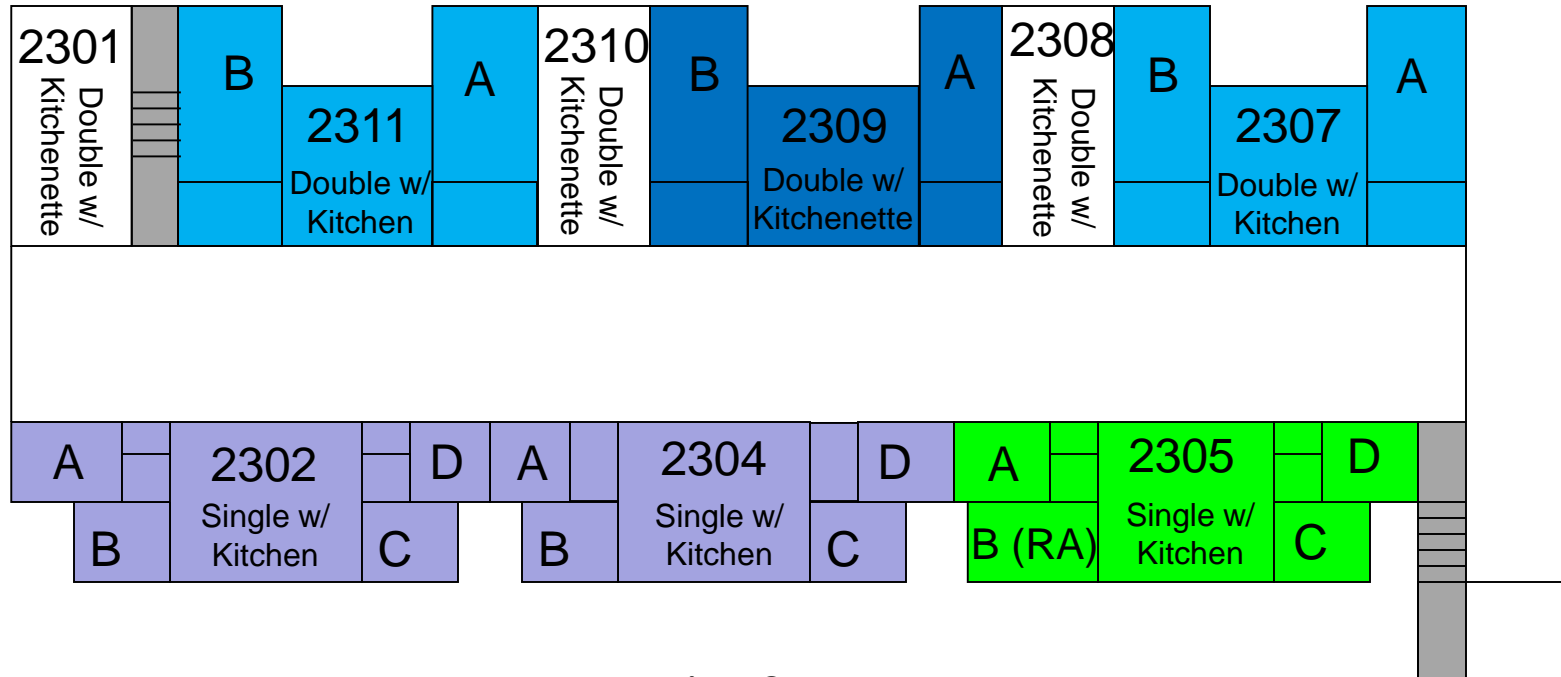 2301
Double w/
Kitchenette
B
2311
Double w/
Kitchen
A
2310
Double w/
Kitchenette
B
2309
Double w/
Kitchenette
A
2308
Double w/
Kitchenette
B
2307
Double w/
Kitchen
A
A
B
2302
Single w/
Kitchen
C
D
A
B
2304
Single w/
Kitchen
C
D
A
B (RA)
2305
Single w/
Kitchen
C
D